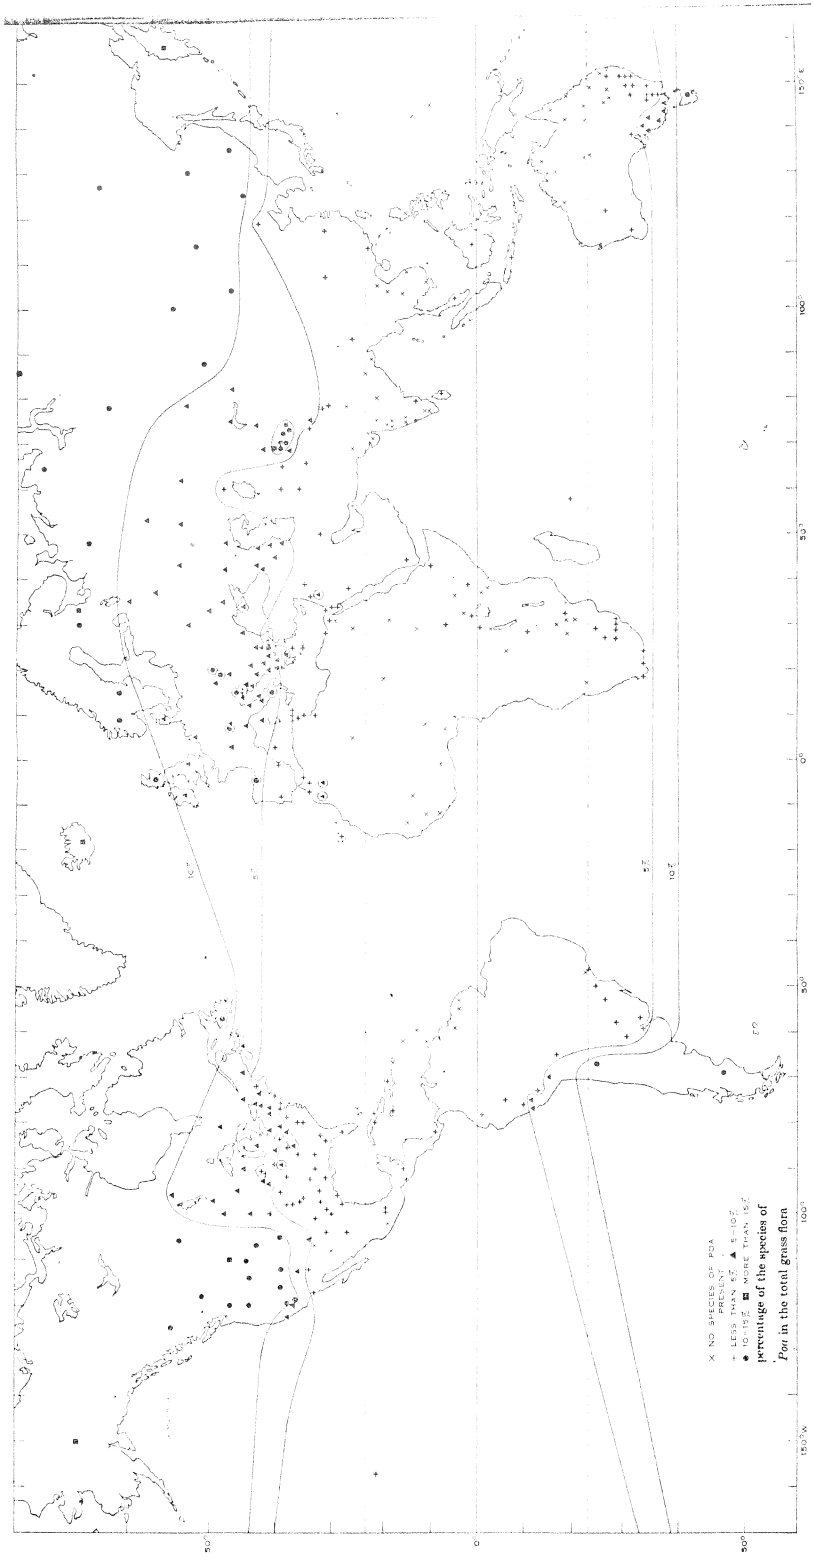 150°W
100°
50°
0°
50°
100°
150°E
50°
0
50°
10%
5%
5%
10%
× NO SPECIES OF POA
PRESENT
+ LESS THAN 5% ▲ 5–10%
● 10–15% ■ MORE THAN 15%
percentage of the species of
Poa in the total grass flora